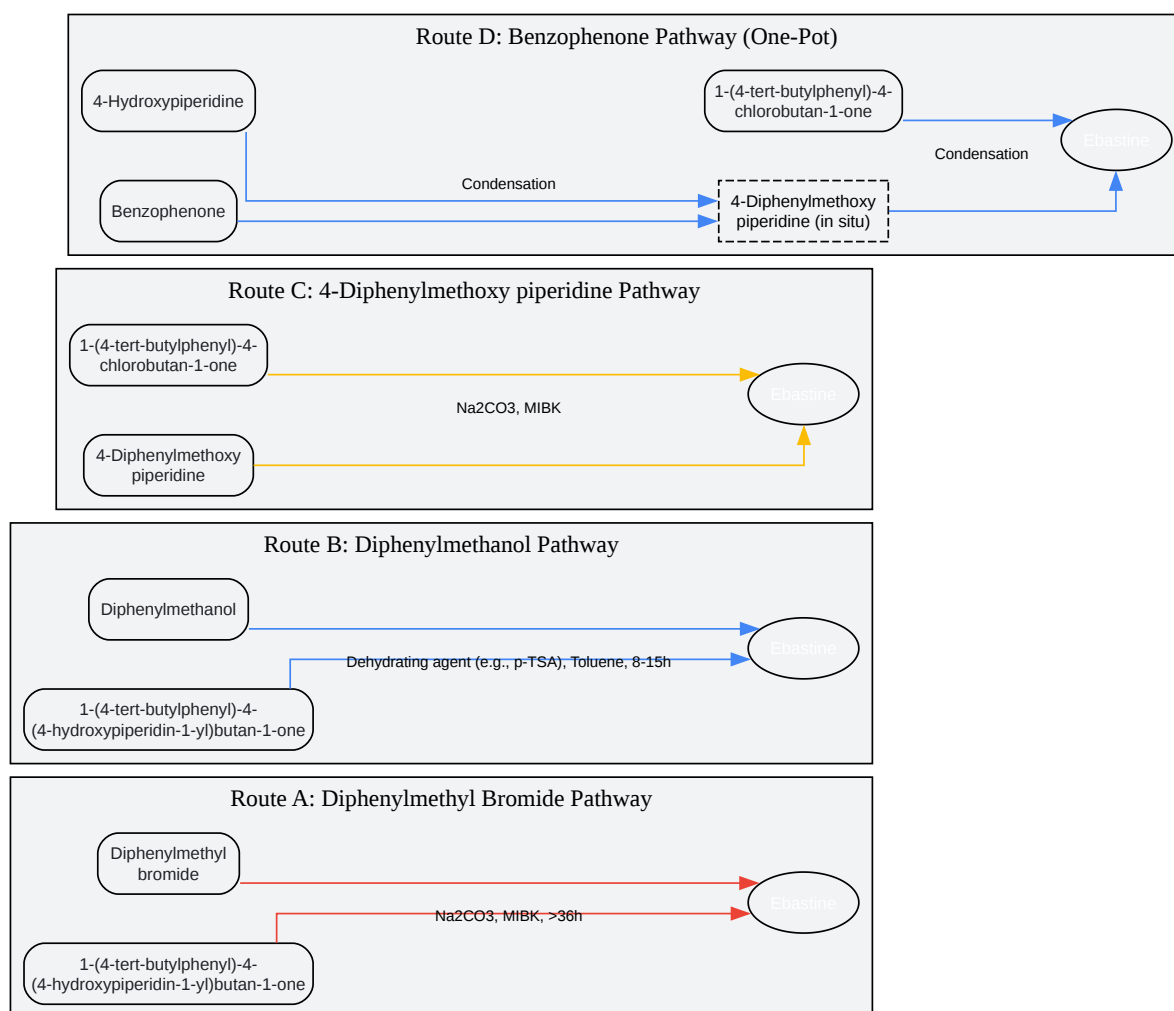 Route D: Benzophenone Pathway (One-Pot)
4-Hydroxypiperidine
1-(4-tert-butylphenyl)-4-
chlorobutan-1-one
Ebastine
Condensation
Condensation
Benzophenone
4-Diphenylmethoxy
piperidine (in situ)
Route C: 4-Diphenylmethoxy piperidine Pathway
1-(4-tert-butylphenyl)-4-
chlorobutan-1-one
Ebastine
Na2CO3, MIBK
4-Diphenylmethoxy
piperidine
Route B: Diphenylmethanol Pathway
Diphenylmethanol
Ebastine
Dehydrating agent (e.g., p-TSA), Toluene, 8-15h
1-(4-tert-butylphenyl)-4-
(4-hydroxypiperidin-1-yl)butan-1-one
Route A: Diphenylmethyl Bromide Pathway
Diphenylmethyl
bromide
Ebastine
Na2CO3, MIBK, >36h
1-(4-tert-butylphenyl)-4-
(4-hydroxypiperidin-1-yl)butan-1-one